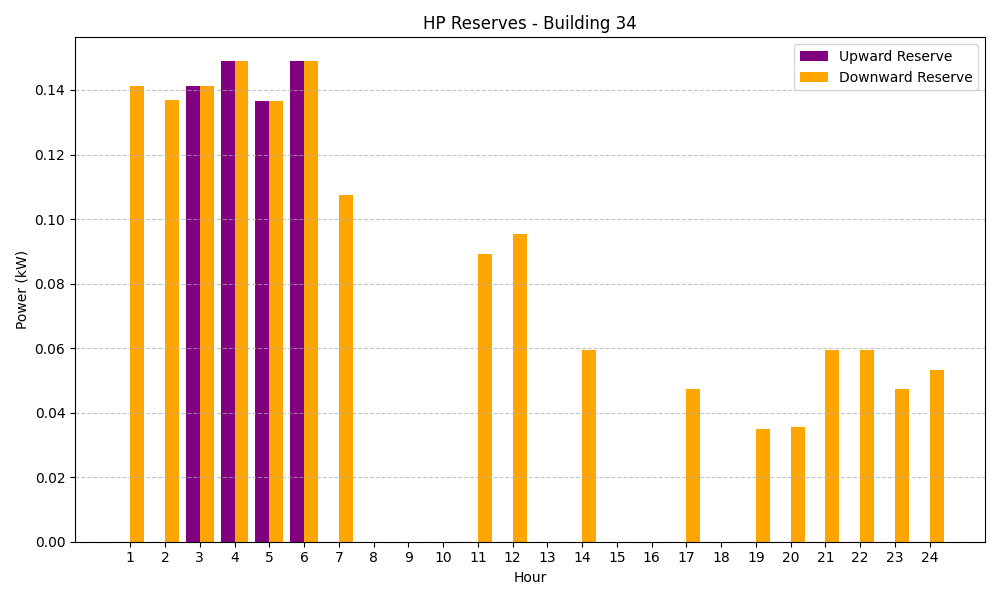 HP Reserves - Building 34
Upward Reserve
Downward Reserve
Power (kW)
0.14
0.12
0.10
0.08
0.06
0.04
0.02
0.00
1 2 3 4 5 6 7 8 9 10 11 12 13 14 15 16 17 18 19 20 21 22 23 24
Hour